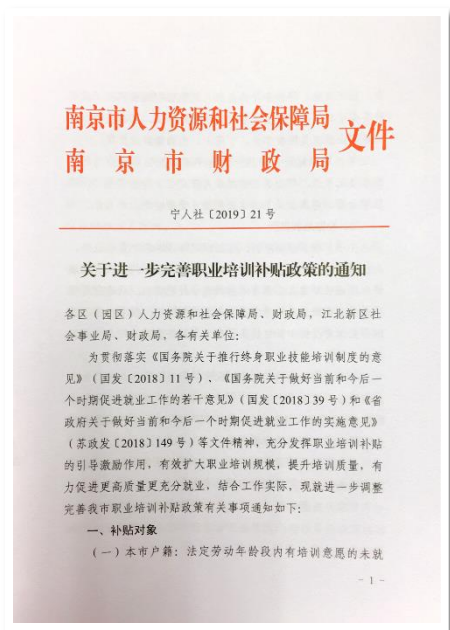 南京市人力资源和社会保障局
南京市财政局
文件
宁人社〔2019〕21号
关于进一步完善职业培训补贴政策的通知
各区（园区）人力资源和社会保障局、财政局，江北新区社
会事业局、财政局，各有关单位：
为贯彻落实《国务院关于推行终身职业技能培训制度的意
见》（国发〔2018〕11号）、《国务院关于做好当前和今后一
个时期促进就业工作的若干意见》（国发〔2018〕39号）和《省
政府关于做好当前和今后一个时期促进就业工作的实施意见》
（苏政发〔2018〕149号）等文件精神，充分发挥职业培训补贴
的引导激励作用，有效扩大职业培训规模，提升培训质量，有
力促进更高质量更充分就业，结合工作实际，现就进一步调整
完善我市职业培训补贴政策有关事项通知如下：
一、补贴对象
（一）本市户籍：法定劳动年龄段内有培训意愿的未就
- 1 -